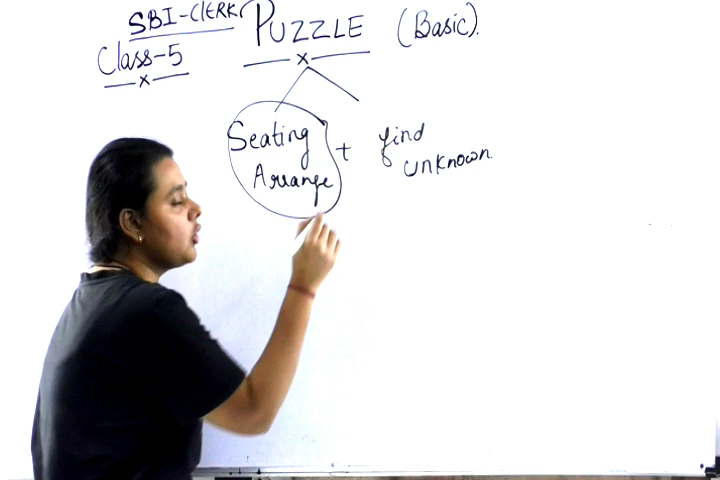 SBI-CLERK
PUZZLE (Basic).
Class-5
x
x
Seating + find
Arrange unknown.